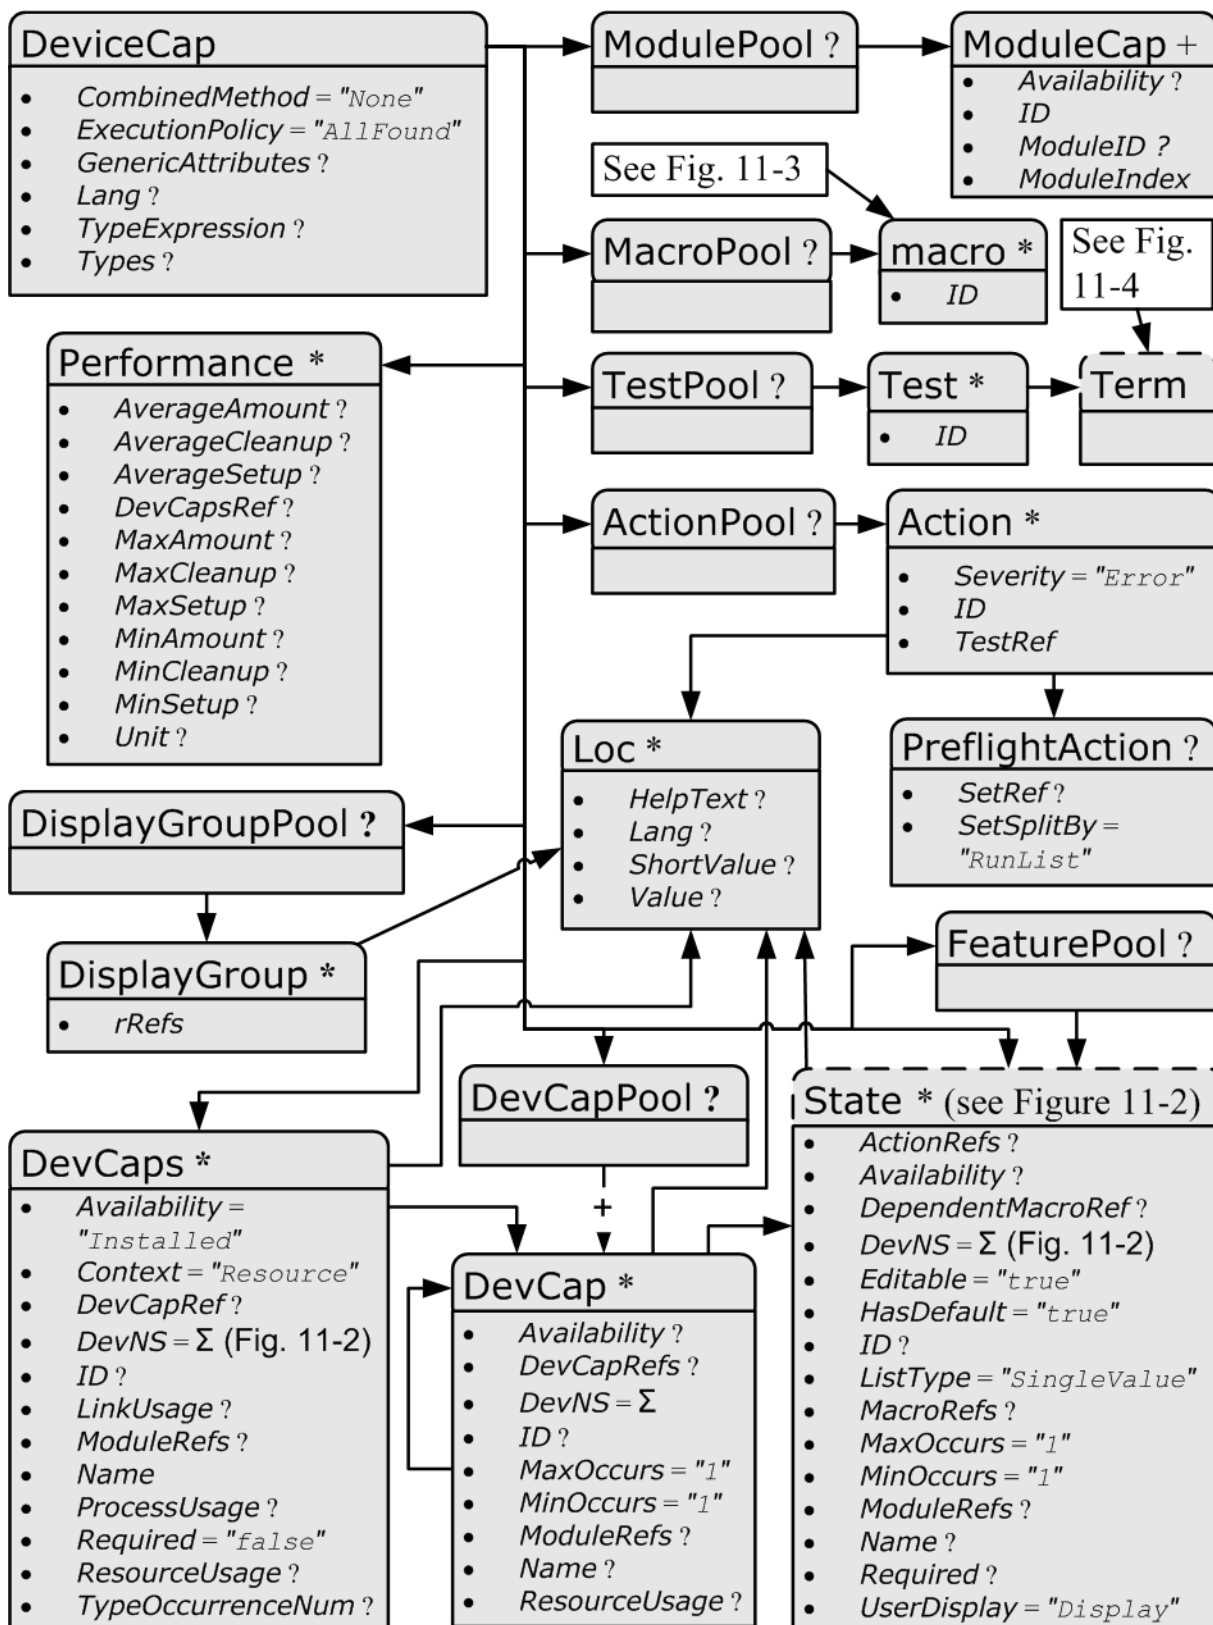 DeviceCap
• CombinedMethod = "None"
• ExecutionPolicy = "AllFound"
• GenericAttributes ?
• Lang ?
• TypeExpression ?
• Types ?
ModulePool ?
ModuleCap +
• Availability ?
• ID
• ModuleID ?
• ModuleIndex
See Fig. 11-3
MacroPool ?
macro *
• ID
See Fig.
11-4
Performance *
• AverageAmount ?
• AverageCleanup ?
• AverageSetup ?
• DevCapsRef ?
• MaxAmount ?
• MaxCleanup ?
• MaxSetup ?
• MinAmount ?
• MinCleanup ?
• MinSetup ?
• Unit ?
TestPool ?
Test *
• ID
Term
ActionPool ?
Action *
• Severity = "Error"
• ID
• TestRef
Loc *
• HelpText ?
• Lang ?
• ShortValue ?
• Value ?
PreflightAction ?
• SetRef ?
• SetSplitBy =
"RunList"
DisplayGroupPool ?
DisplayGroup *
• rRefs
FeaturePool ?
DevCapPool ?
+
State * (see Figure 11-2)
• ActionRefs ?
• Availability ?
• DependentMacroRef ?
• DevNS = Σ (Fig. 11-2)
• Editable = "true"
• HasDefault = "true"
• ID ?
• ListType = "SingleValue"
• MacroRefs ?
• MaxOccurs = "1"
• MinOccurs = "1"
• ModuleRefs ?
• Name ?
• Required ?
• UserDisplay = "Display"
DevCaps *
• Availability =
"Installed"
• Context = "Resource"
• DevCapRef ?
• DevNS = Σ (Fig. 11-2)
• ID ?
• LinkUsage ?
• ModuleRefs ?
• Name
• ProcessUsage ?
• Required = "false"
• ResourceUsage ?
• TypeOccurrenceNum ?
DevCap *
• Availability ?
• DevCapRefs ?
• DevNS = Σ
• ID ?
• MaxOccurs = "1"
• MinOccurs = "1"
• ModuleRefs ?
• Name ?
• ResourceUsage ?